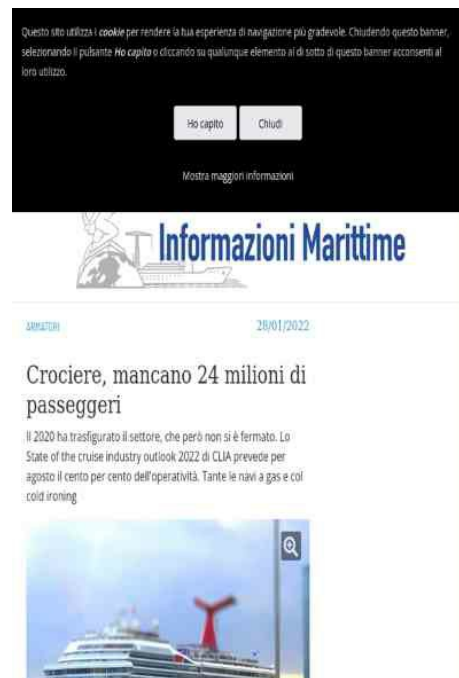 Questo sito utilizza i cookie per rendere la tua esperienza di navigazione più gradevole. Chiudendo questo banner,
selezionando il pulsante Ho capito o cliccando su qualunque elemento al di sotto di questo banner acconsenti al
loro utilizzo.
Ho capito Chiudi
Mostra maggiori informazioni
Informazioni Marittime
ARMATORI 28/01/2022
Crociere, mancano 24 milioni di
passeggeri
Il 2020 ha trasfigurato il settore, che però non si è fermato. Lo
State of the cruise industry outlook 2022 di CLIA prevede per
agosto il cento per cento dell'operatività. Tante le navi a gas e col
cold ironing